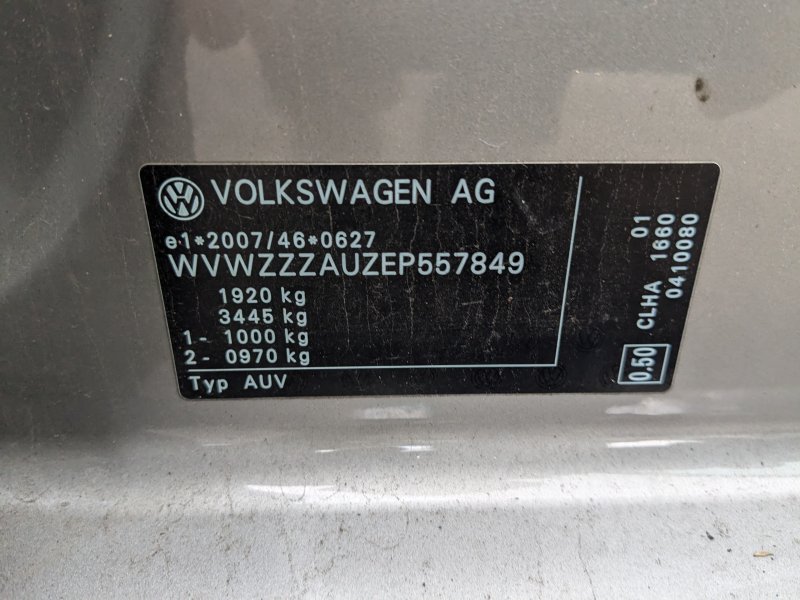 VOLKSWAGEN AG
e1*2007/46*0627
WVWZZZAUZEP557849
1920 kg
3445 kg
1- 1000 kg
2- 0970 kg
Typ AUV
01
CLHA 1660
0410080
0.50